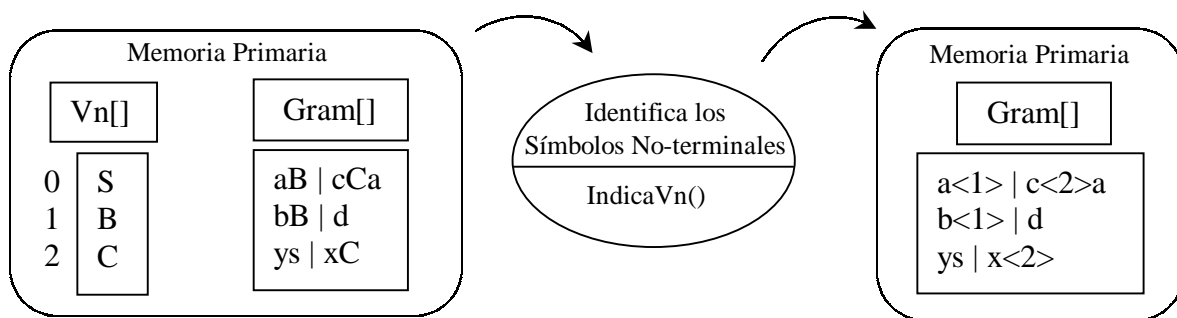 Memoria Primaria
Vn[]
Gram[]
0 S aB | cCa
1 B bB | d
2 C ys | xC
Identifica los
Símbolos No-terminales
IndicaVn()
Memoria Primaria
Gram[]
a<1> | c<2>a
b<1> | d
ys | x<2>